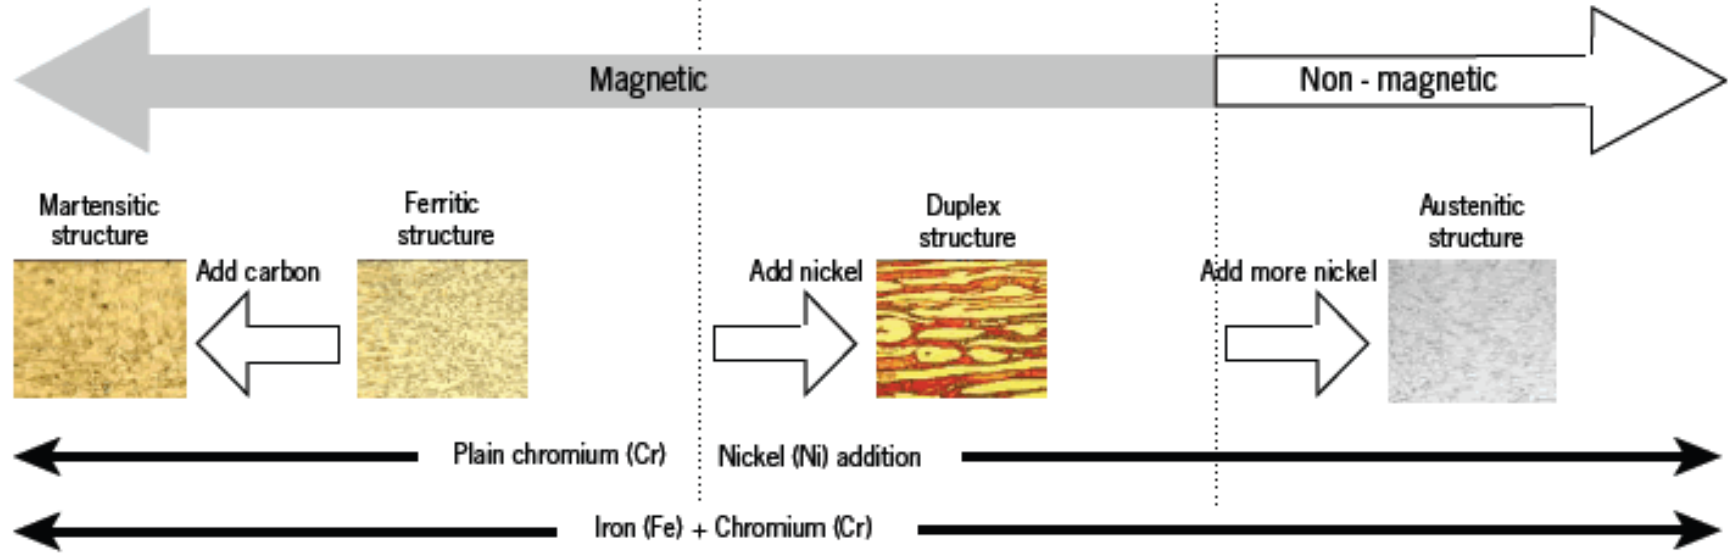 Magnetic
Non - magnetic
Martensitic
structure
Ferritic
structure
Duplex
structure
Austenitic
structure
Add carbon
Add nickel
Add more nickel
Plain chromium (Cr)
Nickel (Ni) addition
Iron (Fe) + Chromium (Cr)